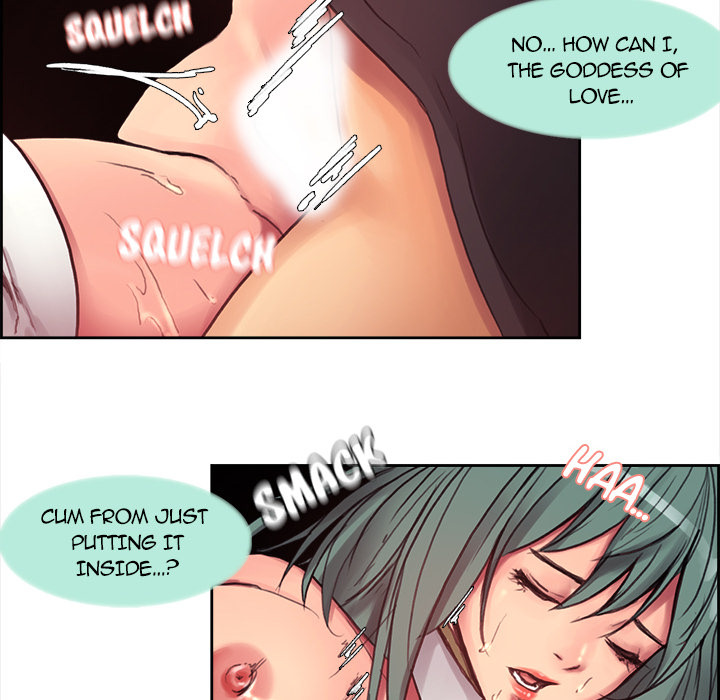 SQUELCH
NO... HOW CAN I,
THE GODDESS OF
LOVE...
SQUELCH
SMACK
HAA...
CUM FROM JUST
PUTTING IT
INSIDE...?